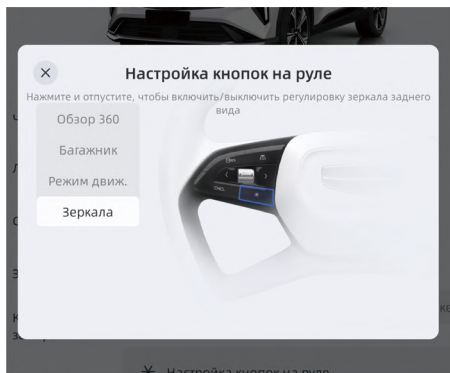 Настройка кнопок на руле
Нажмите и отпустите, чтобы включить/выключить регулировку зеркала заднего
вида
Обзор 360
Багажник
Режим движ.
Зеркала
Настройка кнопок на руле